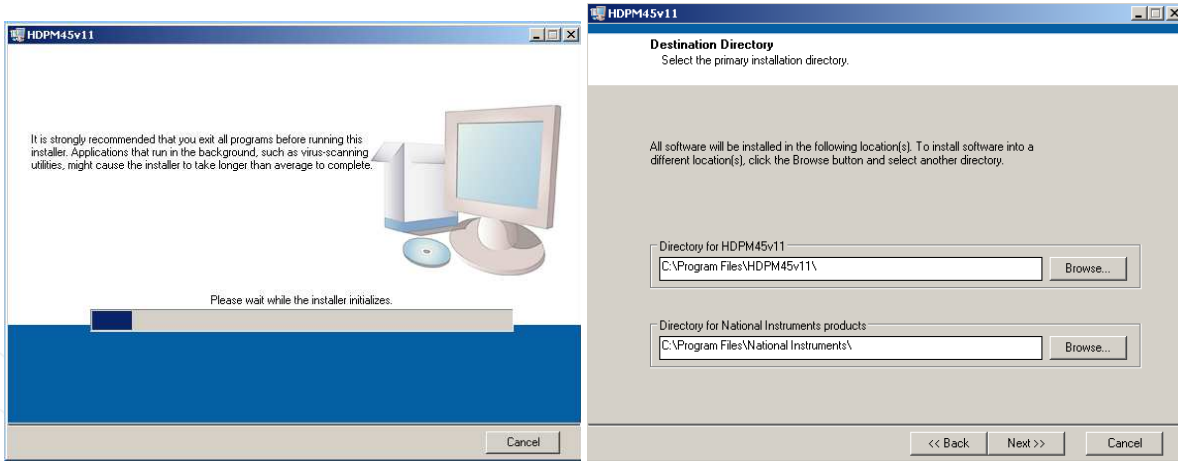 HDPM45v11
It is strongly recommended that you exit all programs before running this
installer. Applications that run in the background, such as virus-scanning
utilities, might cause the installer to take longer than average to complete.
Please wait while the installer initializes.
Cancel
HDPM45v11
Destination Directory
Select the primary installation directory.
All software will be installed in the following location(s). To install software into a
different location(s), click the Browse button and select another directory.
Directory for HDPM45v11
C:\Program Files\HDPM45v11\
Browse...
Directory for National Instruments products
C:\Program Files\National Instruments\
Browse...
<< Back
Next >>
Cancel